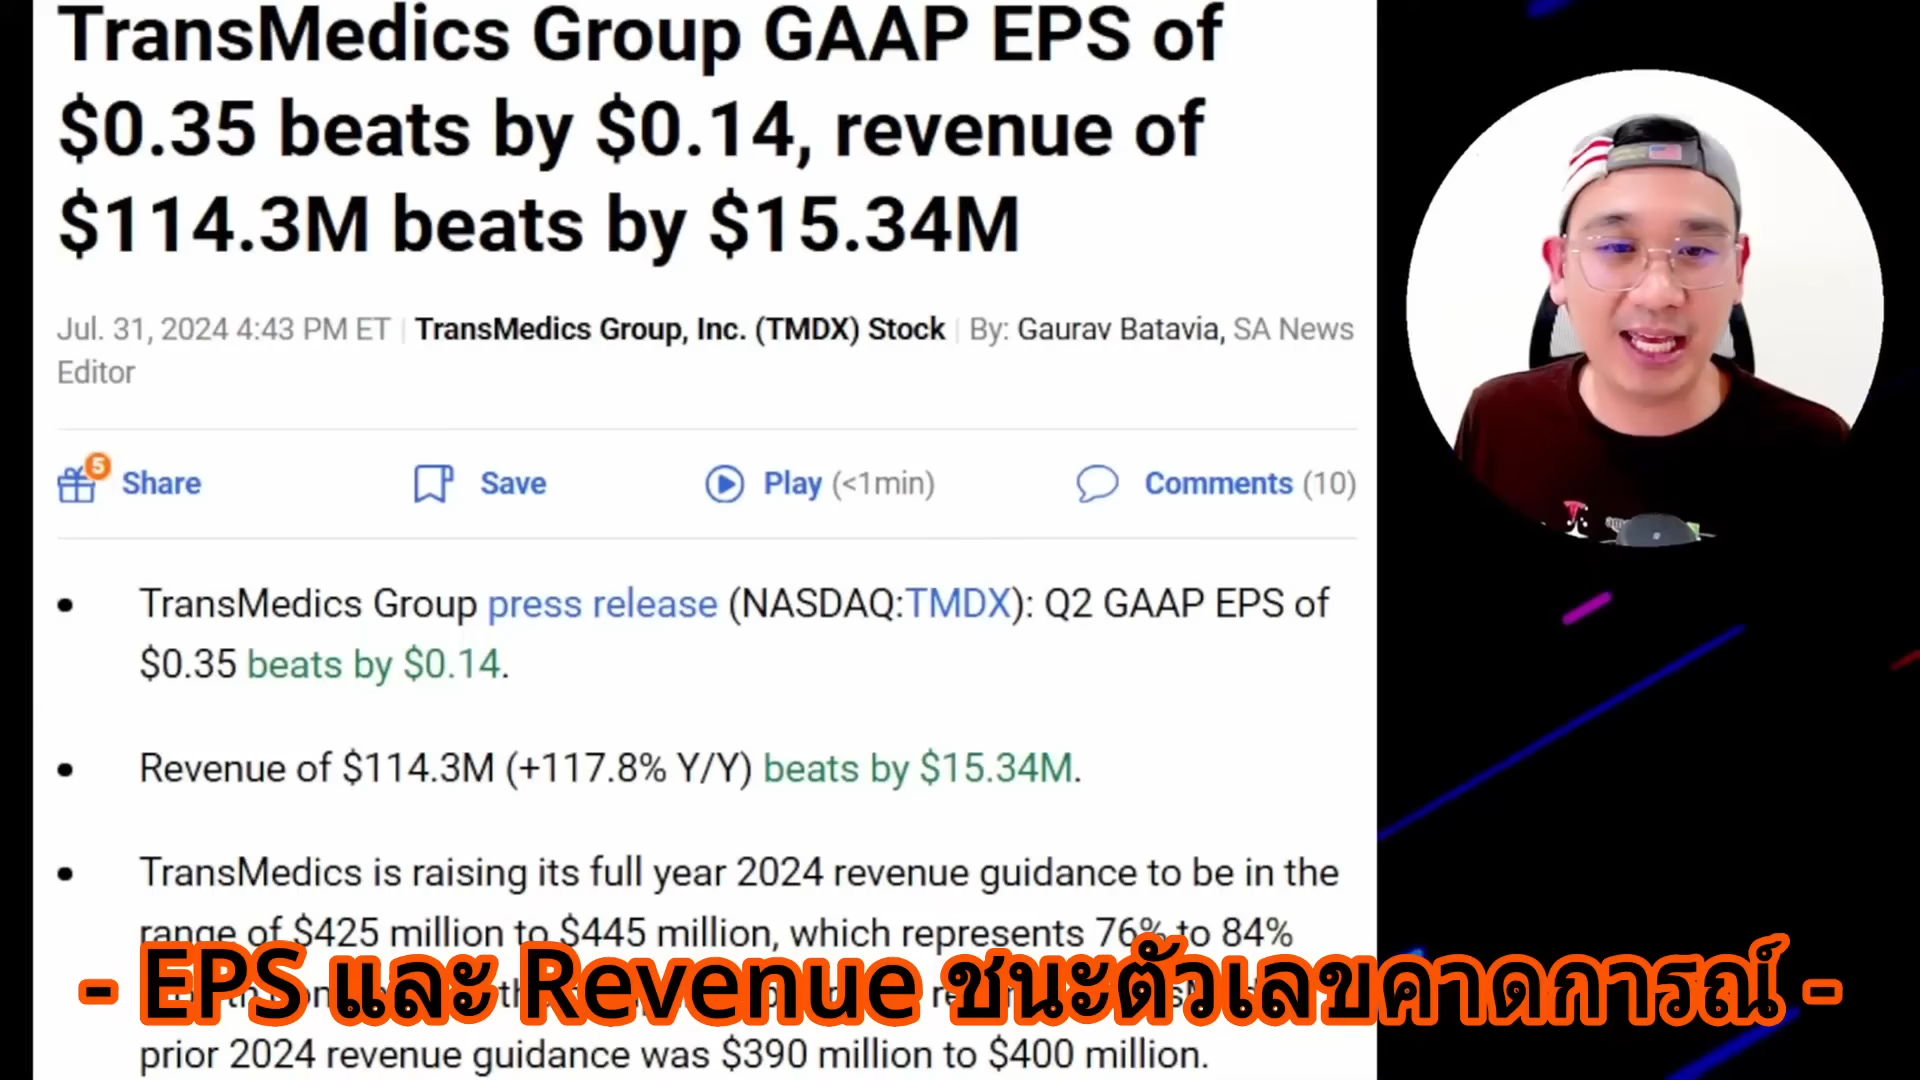 TransMedics Group GAAP EPS of
$0.35 beats by $0.14, revenue of
$114.3M beats by $15.34M
Jul. 31, 2024 4:43 PM ET | TransMedics Group, Inc. (TMDX) Stock | By: Gaurav Batavia, SA News
Editor
5 Share Save Play (<1min) Comments (10)
• TransMedics Group press release (NASDAQ:TMDX): Q2 GAAP EPS of
$0.35 beats by $0.14.
• Revenue of $114.3M (+117.8% Y/Y) beats by $15.34M.
• TransMedics is raising its full year 2024 revenue guidance to be in the
range of $425 million to $445 million, which represents 76% to 84%
- EPS และ Revenue ชนะตัวเลขคาดการณ์ -
prior 2024 revenue guidance was $390 million to $400 million.